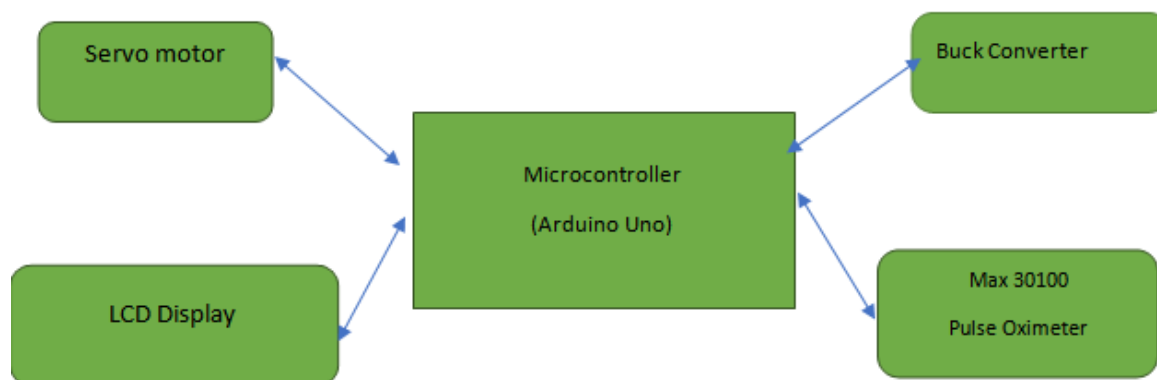 Servo motor
Buck Converter
Microcontroller
(Arduino Uno)
LCD Display
Max 30100
Pulse Oximeter